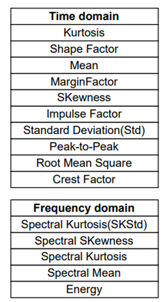 Time domain
Kurtosis
Shape Factor
Mean
MarginFactor
SKewness
Impulse Factor
Standard Deviation(Std)
Peak-to-Peak
Root Mean Square
Crest Factor
Frequency domain
Spectral Kurtosis(SKStd)
Spectral SKewness
Spectral Kurtosis
Spectral Mean
Energy